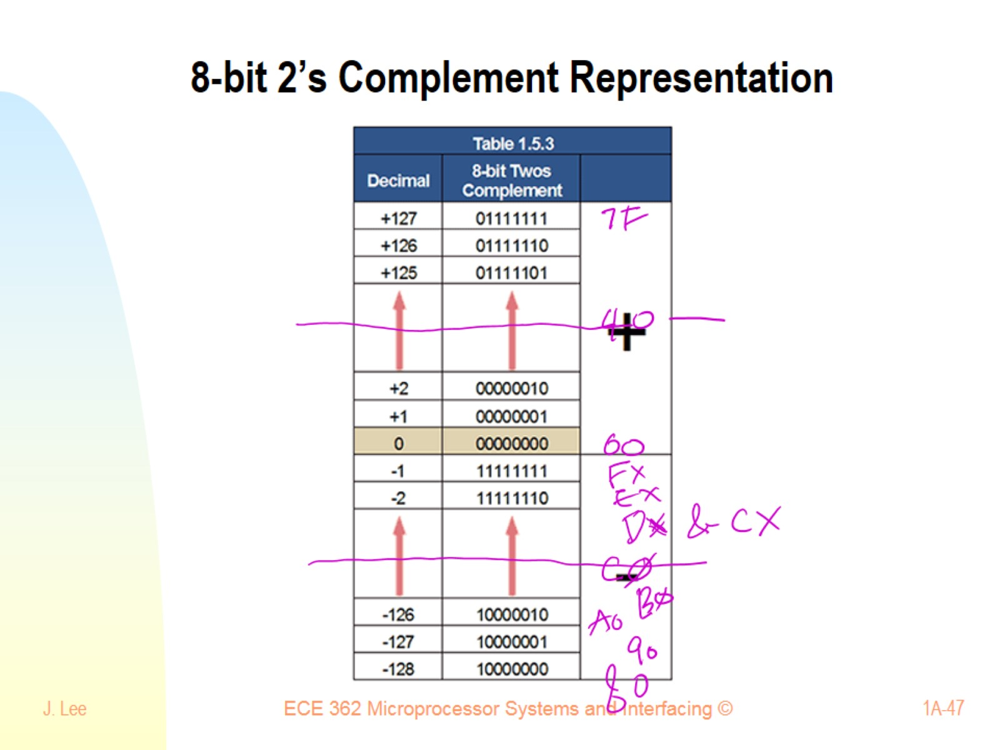 8-bit 2’s Complement Representation
Table 1.5.3
Decimal 8-bit Twos Complement
+127 01111111 7F
+126 01111110
+125 01111101
40
+
+2 00000010
+1 00000001
0 00000000 00
-1 11111111 FX
-2 11111110 EX
DX & CX
C0
-
B0
-126 10000010 A0
-127 10000001 90
-128 10000000 80
J. Lee ECE 362 Microprocessor Systems and Interfacing © 1A-47